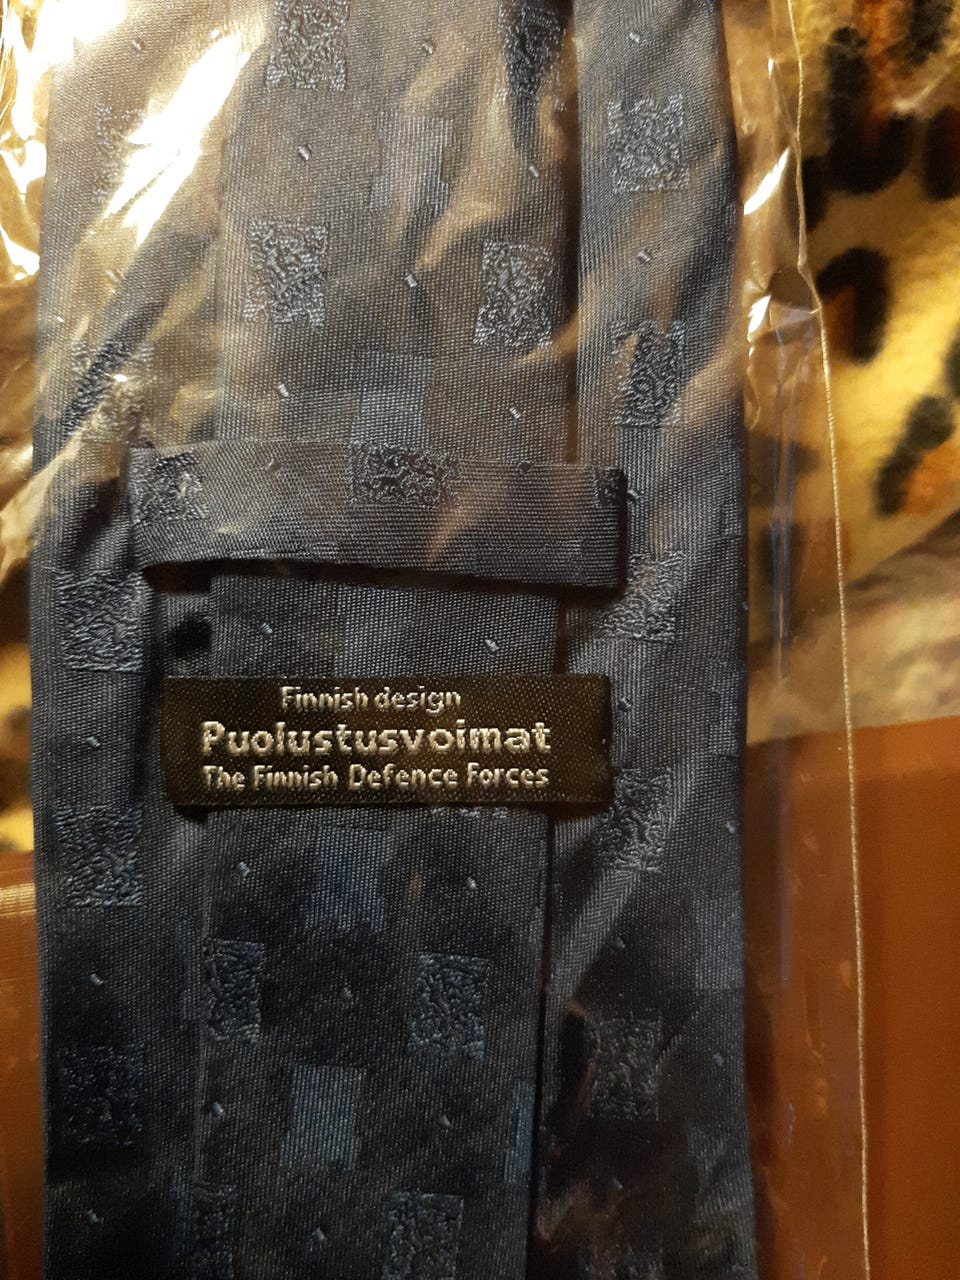 Finnish design
Puolustusvoimat
The Finnish Defence Forces